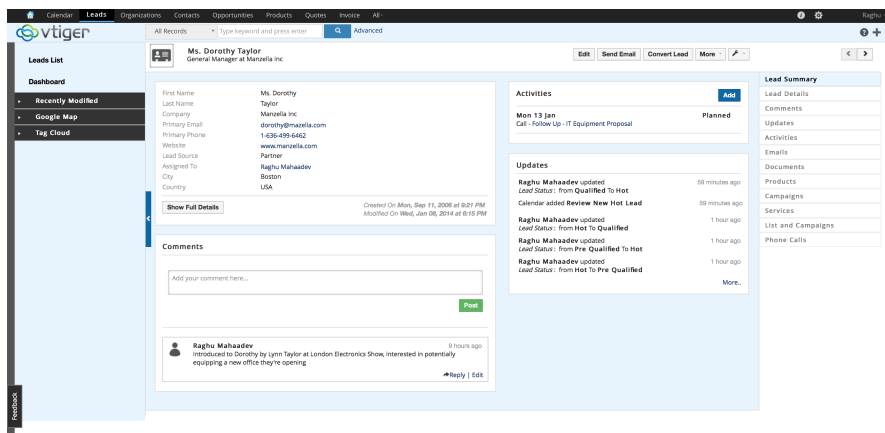 Calendar Leads Organizations Contacts Opportunities Products Quotes Invoice All
Raghu
vtiger
All Records Type keyword and press enter Advanced
Leads List
Dashboard
Recently Modified
Google Map
Tag Cloud
Ms. Dorothy Taylor
General Manager at Manzella Inc
Edit Send Email Convert Lead More
First Name Ms. Dorothy
Last Name Taylor
Company Manzella Inc
Primary Email dorothy@mazella.com
Primary Phone 1-636-499-6462
Website www.manzella.com
Lead Source Partner
Assigned To Raghu Mahaadev
City Boston
Country USA
Show Full Details
Created On Mon, Sep 11, 2006 at 9:21 PM
Modified On Wed, Jan 08, 2014 at 6:15 PM
Comments
Add your comment here...
Post
Raghu Mahaadev 9 hours ago
Introduced to Dorothy by Lynn Taylor at London Electronics Show, interested in potentially
equipping a new office they're opening
Reply | Edit
Activities Add
Mon 13 Jan Planned
Call - Follow Up - IT Equipment Proposal
Updates
Raghu Mahaadev updated 59 minutes ago
Lead Status : from Qualified To Hot
Calendar added Review New Hot Lead 59 minutes ago
Raghu Mahaadev updated 1 hour ago
Lead Status : from Hot To Qualified
Raghu Mahaadev updated 1 hour ago
Lead Status : from Pre Qualified To Hot
Raghu Mahaadev updated 1 hour ago
Lead Status : from Hot To Pre Qualified
More..
Lead Summary
Lead Details
Comments
Updates
Activities
Emails
Documents
Products
Campaigns
Services
List and Campaigns
Phone Calls
Feedback